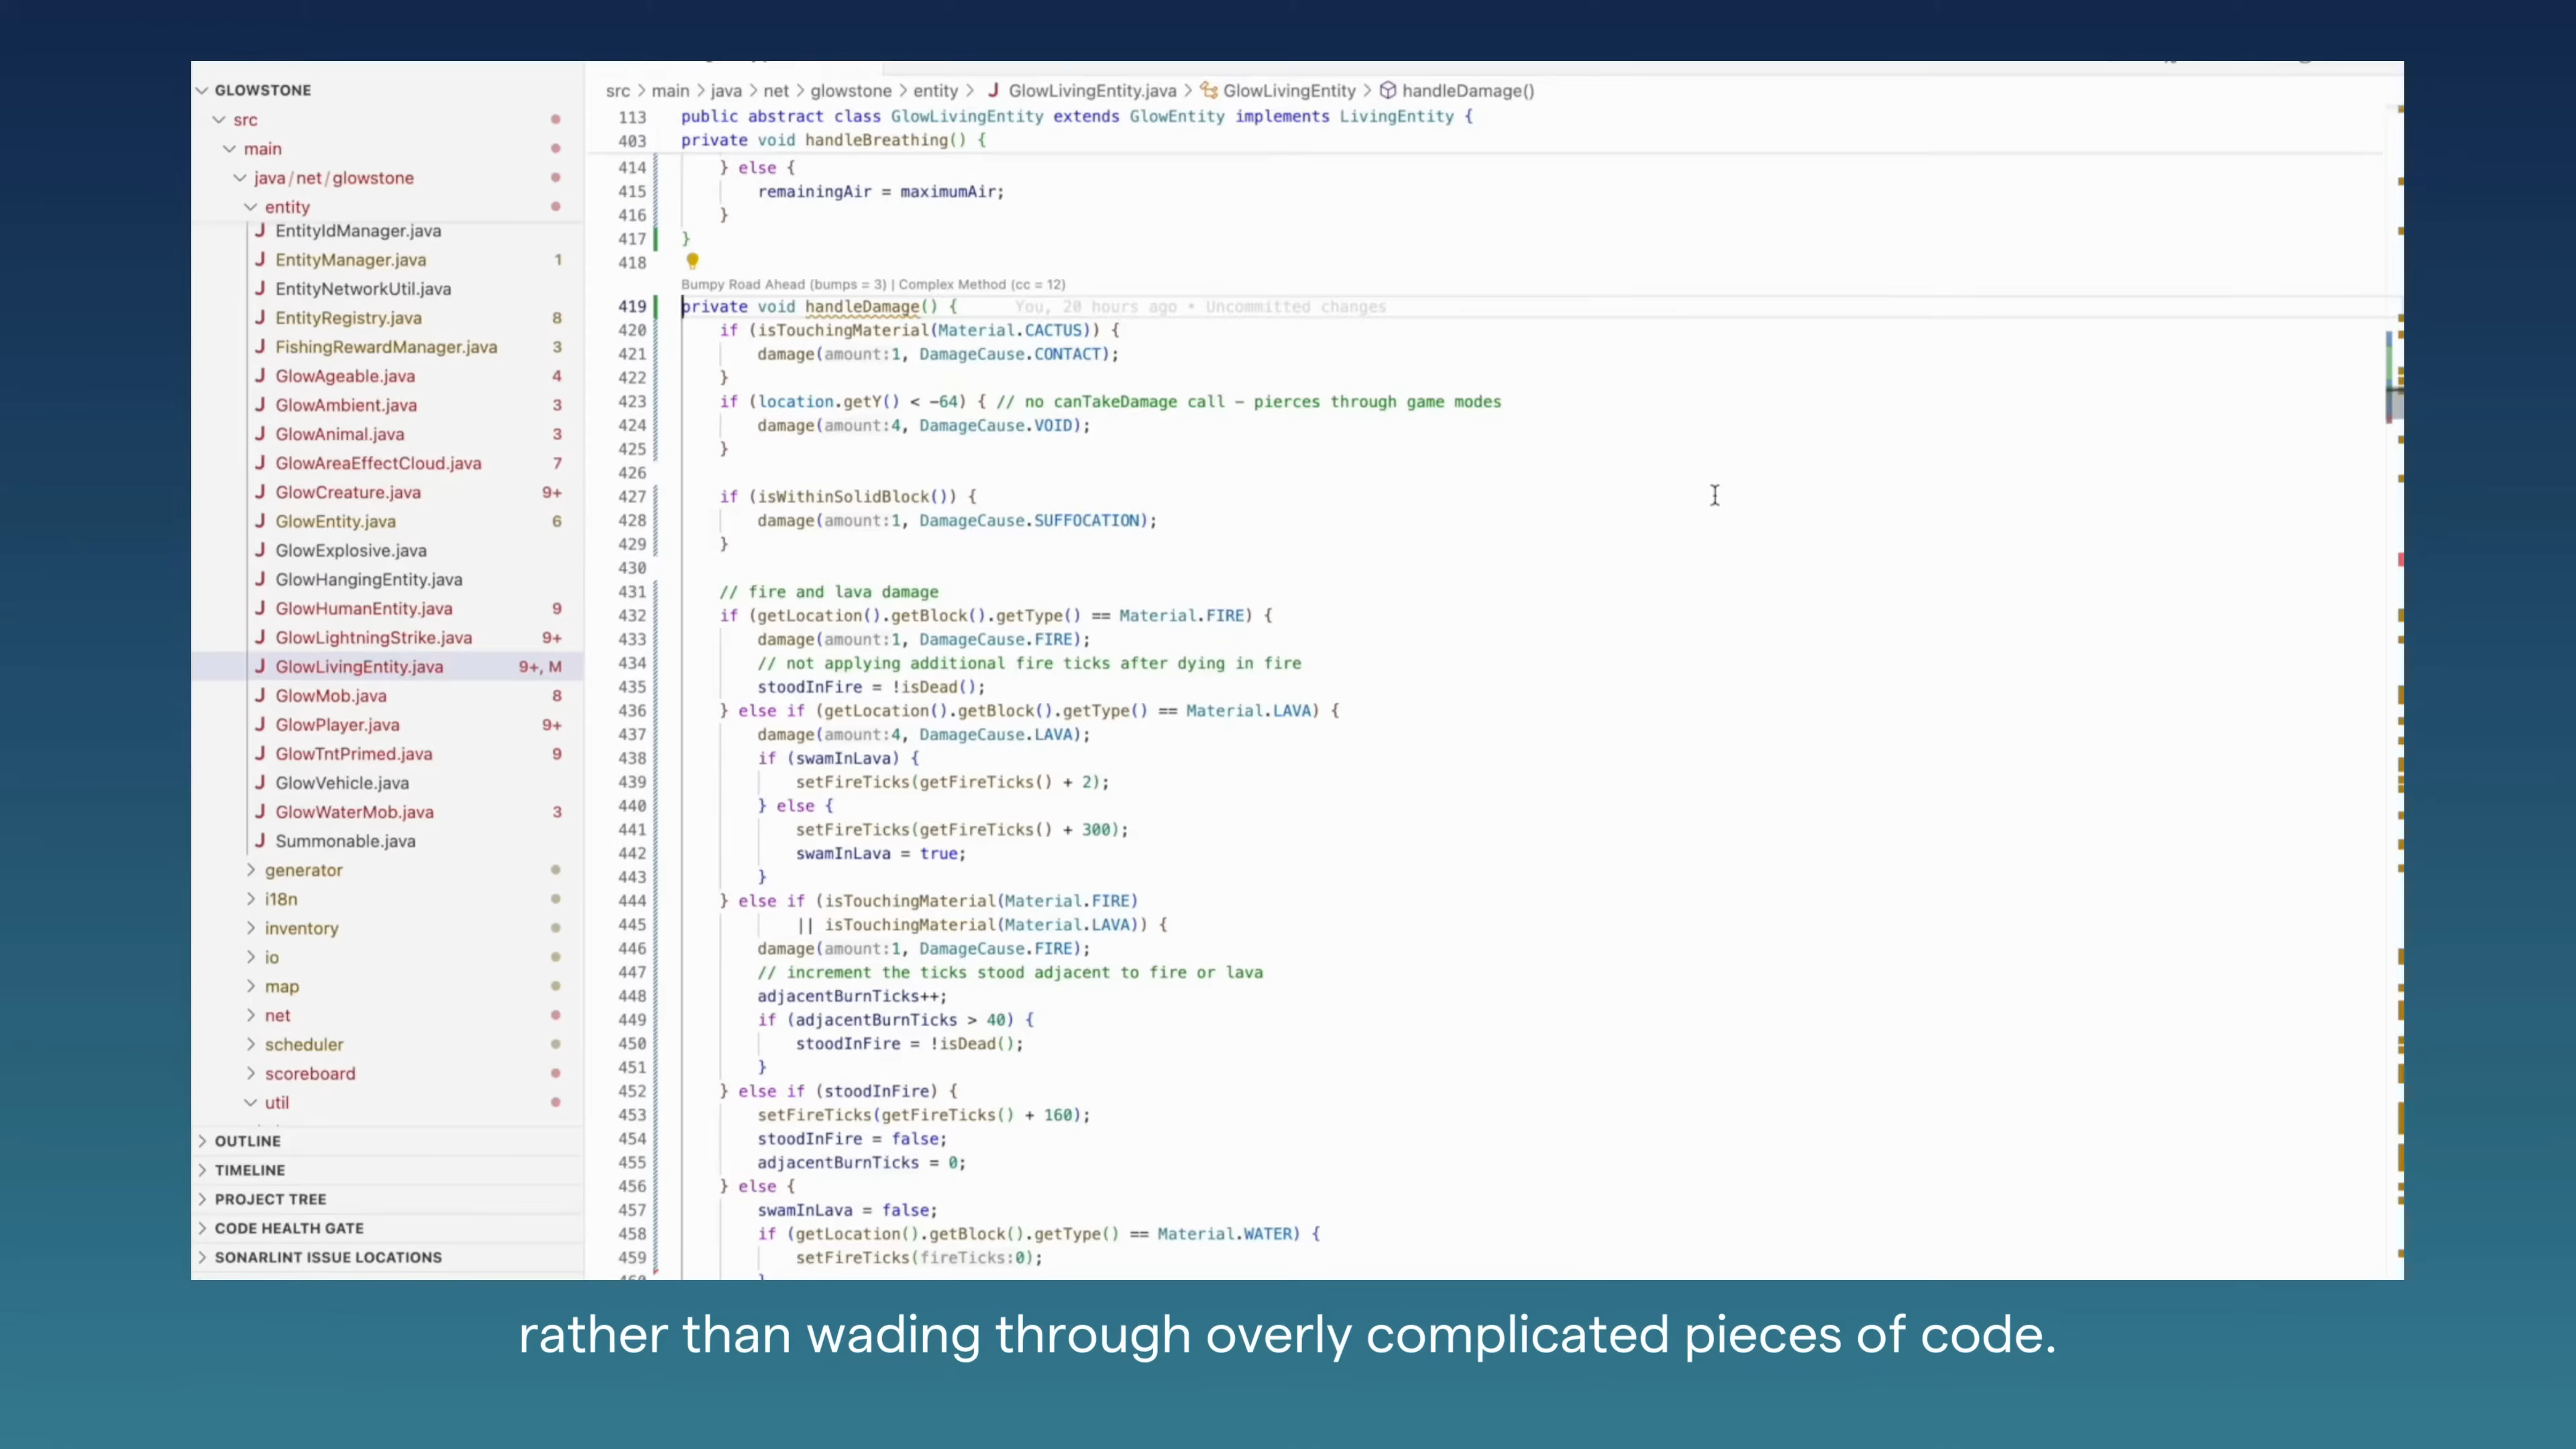 GLOWSTONE
src
main
java/net/glowstone
entity
EntityIdManager.java
EntityManager.java 1
EntityNetworkUtil.java
EntityRegistry.java 8
FishingRewardManager.java 3
GlowAgeable.java 4
GlowAmbient.java 3
GlowAnimal.java 3
GlowAreaEffectCloud.java 7
GlowCreature.java 9+
GlowEntity.java 6
GlowExplosive.java
GlowHangingEntity.java
GlowHumanEntity.java 9
GlowLightningStrike.java 9+
GlowLivingEntity.java 9+, M
GlowMob.java 8
GlowPlayer.java 9+
GlowTntPrimed.java 9
GlowVehicle.java
GlowWaterMob.java 3
Summonable.java
generator
i18n
inventory
io
map
net
scheduler
scoreboard
util
OUTLINE
TIMELINE
PROJECT TREE
CODE HEALTH GATE
SONARLINT ISSUE LOCATIONS
src > main > java > net > glowstone > entity > J GlowLivingEntity.java > GlowLivingEntity > handleDamage()
113 public abstract class GlowLivingEntity extends GlowEntity implements LivingEntity {
403 private void handleBreathing() {
414 } else {
415 remainingAir = maximumAir;
416 }
417 }
418
Bumpy Road Ahead (bumps = 3) | Complex Method (cc = 12)
419 private void handleDamage() { You, 20 hours ago • Uncommitted changes
420 if (isTouchingMaterial(Material.CACTUS)) {
421 damage(amount:1, DamageCause.CONTACT);
422 }
423 if (location.getY() < -64) { // no canTakeDamage call – pierces through game modes
424 damage(amount:4, DamageCause.VOID);
425 }
426
427 if (isWithinSolidBlock()) {
428 damage(amount:1, DamageCause.SUFFOCATION);
429 }
430
431 // fire and lava damage
432 if (getLocation().getBlock().getType() == Material.FIRE) {
433 damage(amount:1, DamageCause.FIRE);
434 // not applying additional fire ticks after dying in fire
435 stoodInFire = !isDead();
436 } else if (getLocation().getBlock().getType() == Material.LAVA) {
437 damage(amount:4, DamageCause.LAVA);
438 if (swamInLava) {
439 setFireTicks(getFireTicks() + 2);
440 } else {
441 setFireTicks(getFireTicks() + 300);
442 swamInLava = true;
443 }
444 } else if (isTouchingMaterial(Material.FIRE)
445 || isTouchingMaterial(Material.LAVA)) {
446 damage(amount:1, DamageCause.FIRE);
447 // increment the ticks stood adjacent to fire or lava
448 adjacentBurnTicks++;
449 if (adjacentBurnTicks > 40) {
450 stoodInFire = !isDead();
451 }
452 } else if (stoodInFire) {
453 setFireTicks(getFireTicks() + 160);
454 stoodInFire = false;
455 adjacentBurnTicks = 0;
456 } else {
457 swamInLava = false;
458 if (getLocation().getBlock().getType() == Material.WATER) {
459 setFireTicks(fireTicks:0);
rather than wading through overly complicated pieces of code.